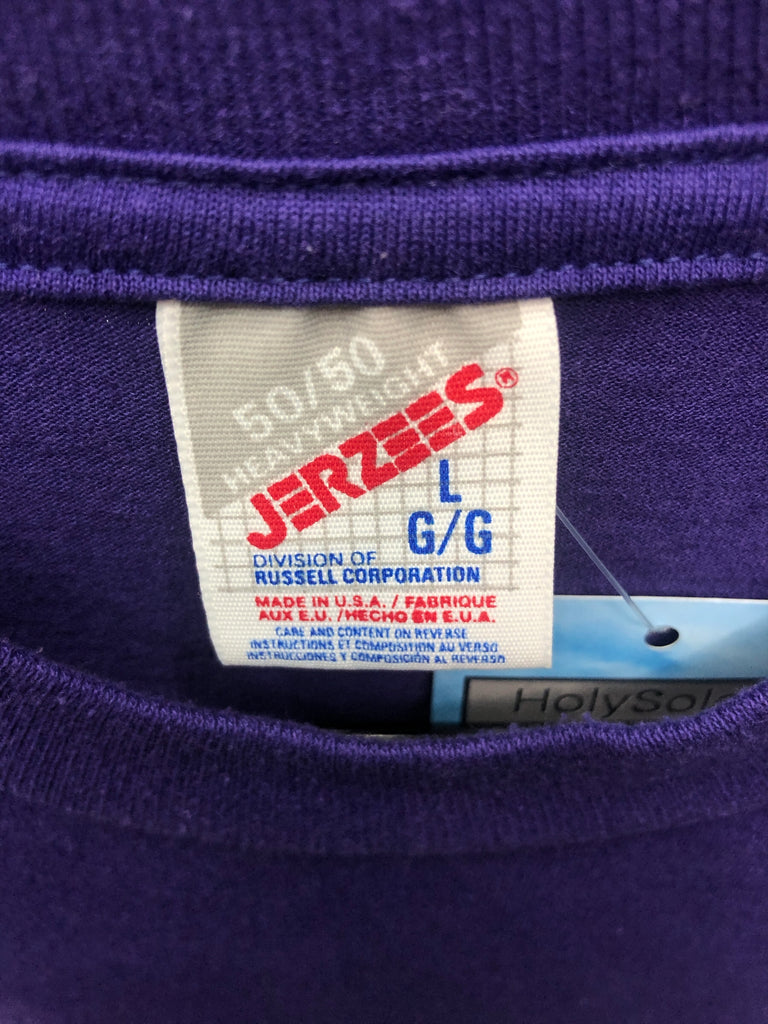 50/50
HEAVYWEIGHT
JERZEES®
L
G/G
DIVISION OF
RUSSELL CORPORATION
MADE IN U.S.A. / FABRIQUE
AUX E.U. / HECHO EN E.U.A.
CARE AND CONTENT ON REVERSE
INSTRUCTIONS ET COMPOSITION AU VERSO
INSTRUCCIONES Y COMPOSICIÓN AL REVERSO